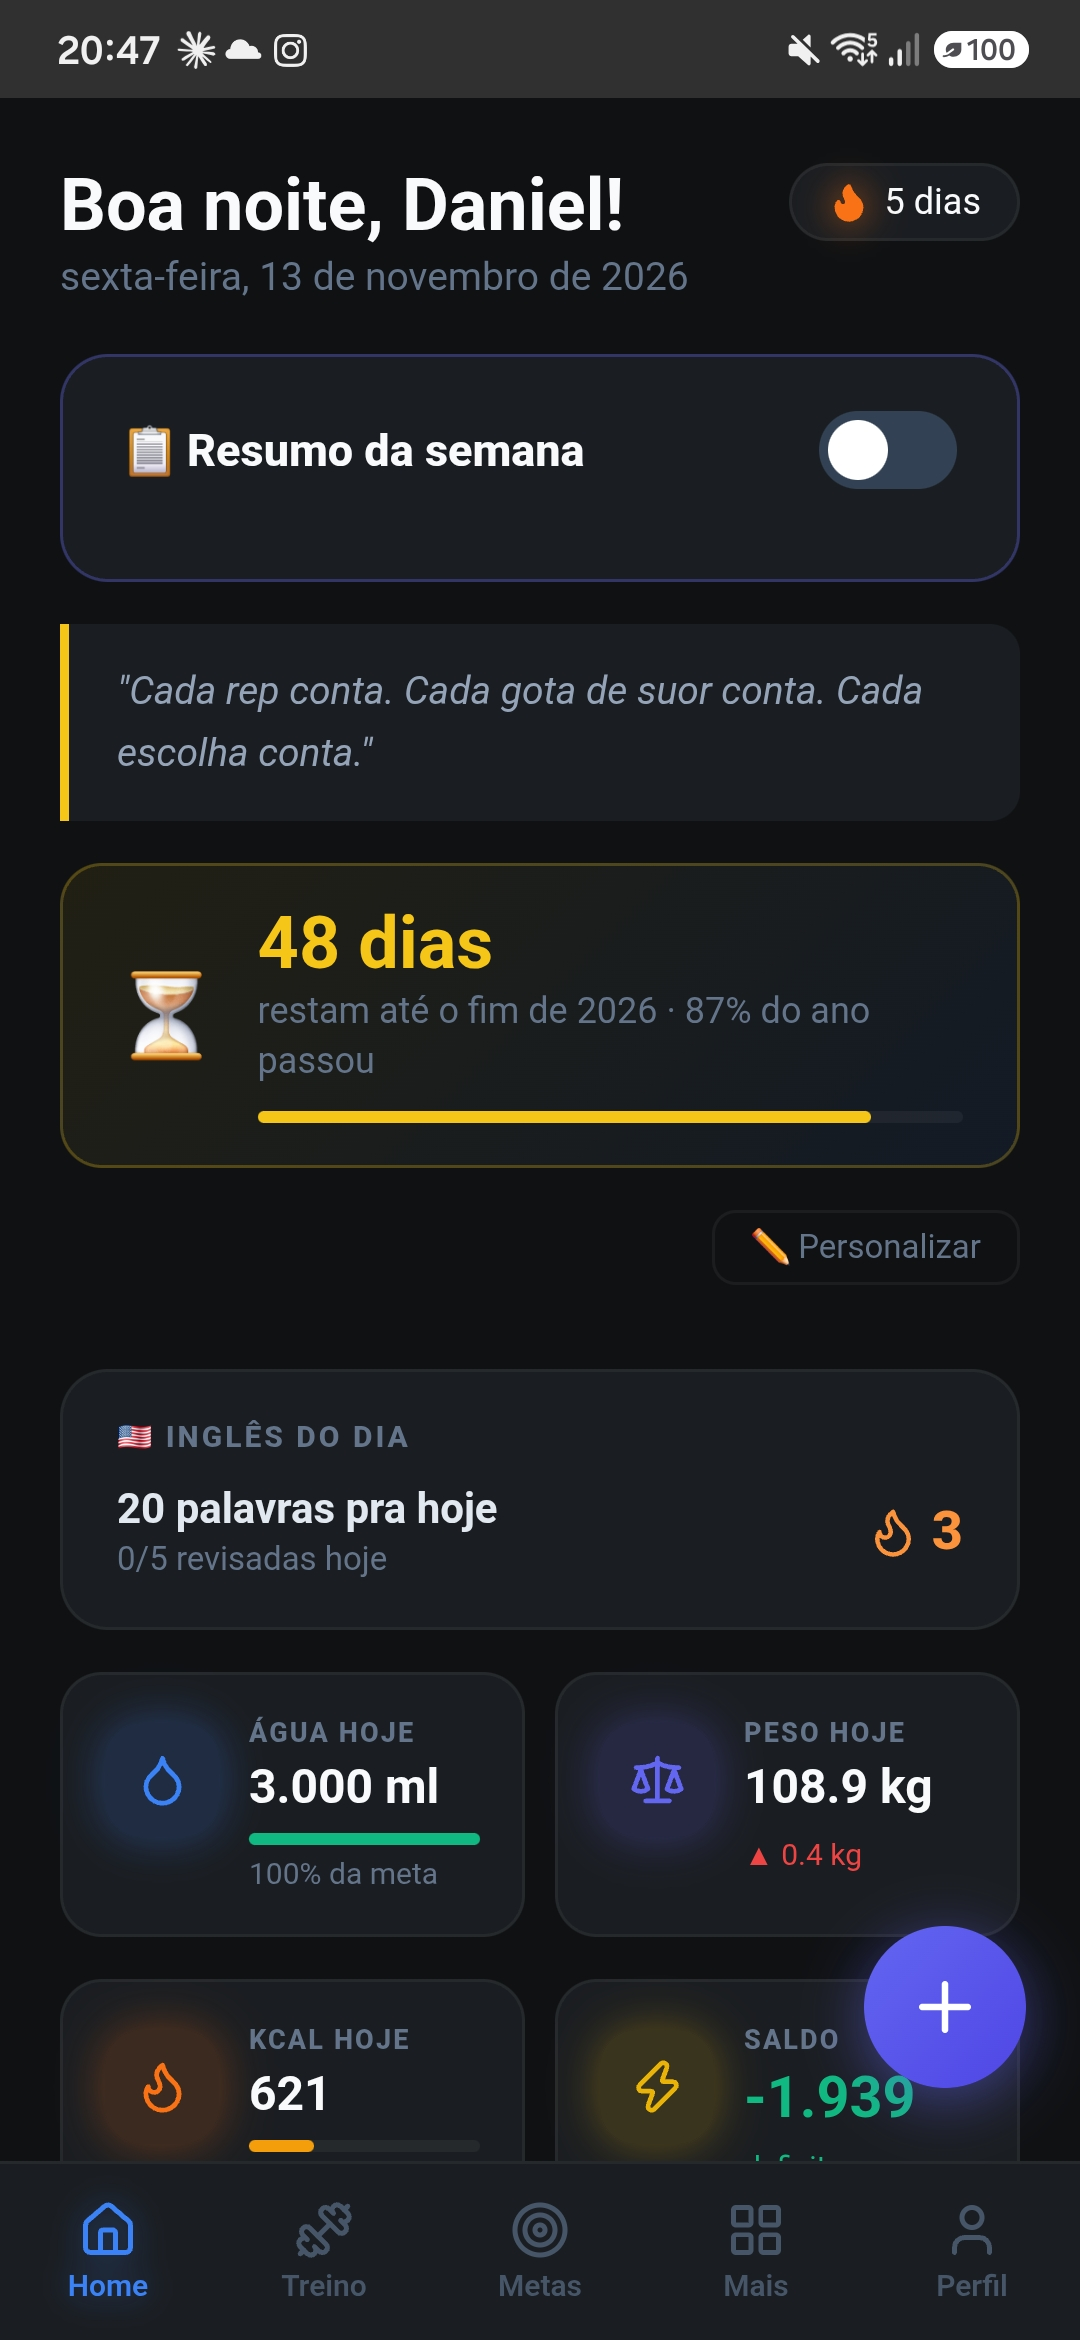 20:47
5
100
Boa noite, Daniel!
5 dias
sexta-feira, 13 de novembro de 2026
Resumo da semana
"Cada rep conta. Cada gota de suor conta. Cada
escolha conta."
48 dias
restam até o fim de 2026 · 87% do ano
passou
Personalizar
INGLÊS DO DIA
20 palavras pra hoje
0/5 revisadas hoje
3
ÁGUA HOJE
3.000 ml
100% da meta
PESO HOJE
108.9 kg
▲ 0.4 kg
KCAL HOJE
621
SALDO
-1.939
Home
Treino
Metas
Mais
Perfil